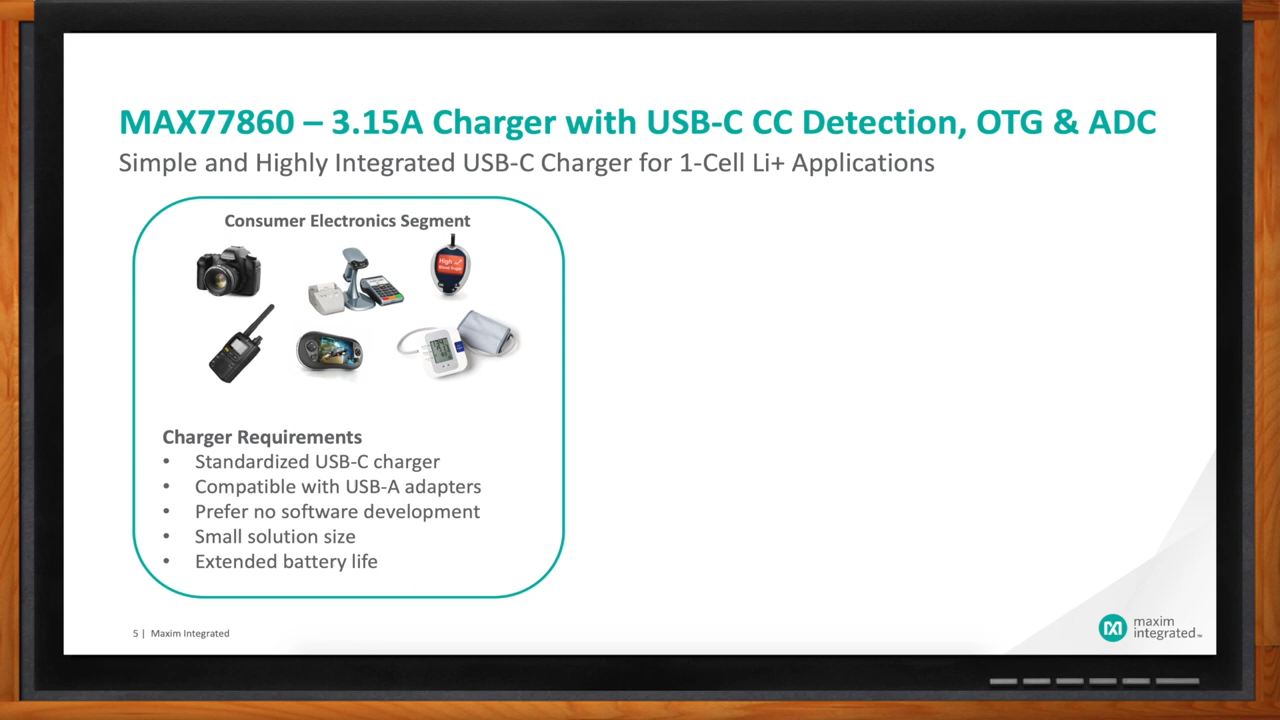 MAX77860 – 3.15A Charger with USB-C CC Detection, OTG & ADC
Simple and Highly Integrated USB-C Charger for 1-Cell Li+ Applications
Consumer Electronics Segment
High
Charger Requirements
• Standardized USB-C charger
• Compatible with USB-A adapters
• Prefer no software development
• Small solution size
• Extended battery life
5 | Maxim Integrated
maxim
integrated™